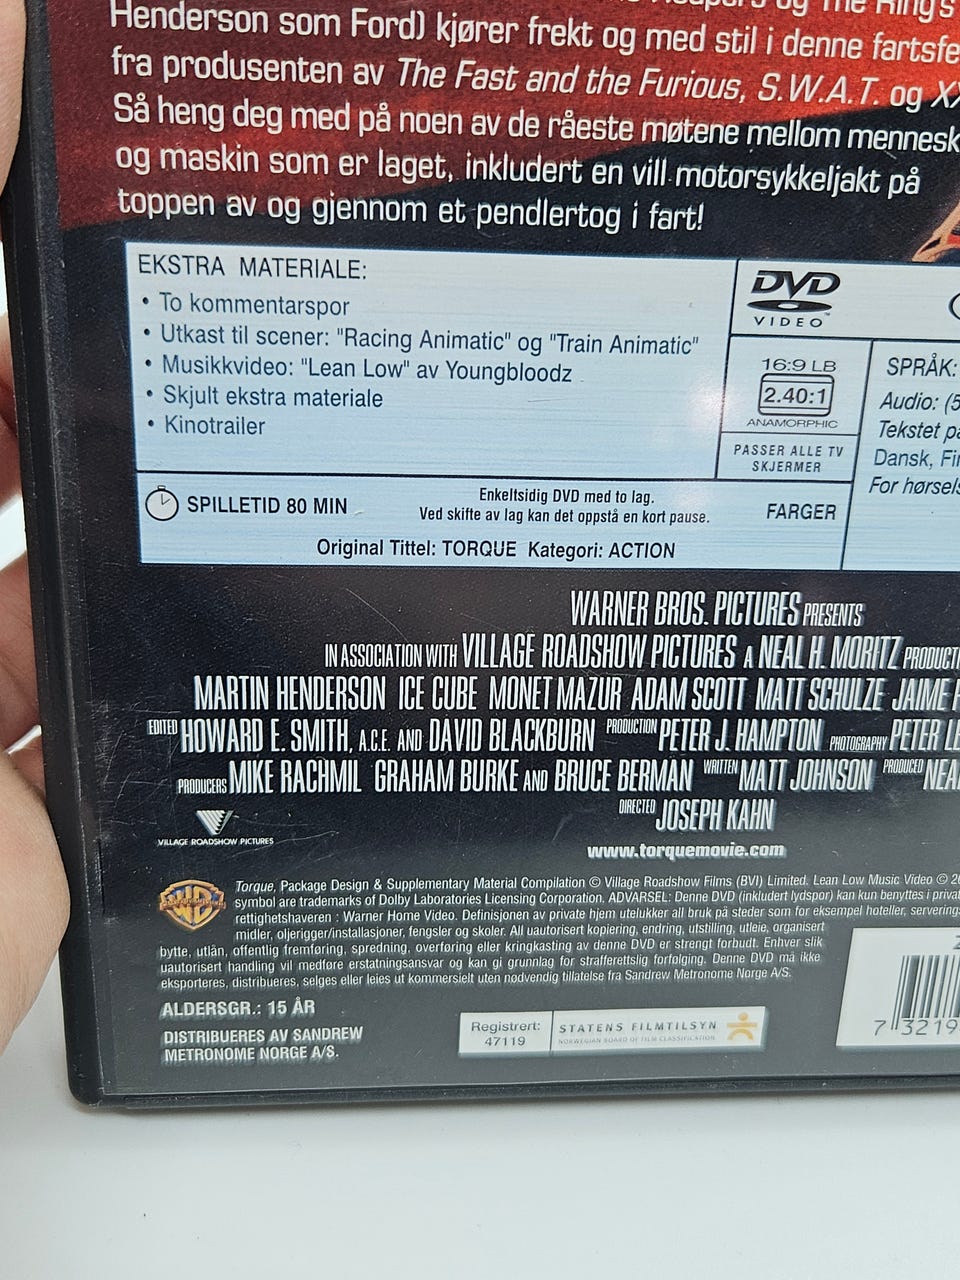 Henderson som Ford) kjører frekt og med stil i denne fartsfe
fra produsenten av The Fast and the Furious, S.W.A.T. og
Så heng deg med på noen av de råeste møtene mellom mennesk
og maskin som er laget, inkludert en vill motorsykkeljakt på
toppen av og gjennom et pendlertog i fart!
EKSTRA MATERIALE:
• To kommentarspor
• Utkast til scener: "Racing Animatic" og "Train Animatic"
• Musikkvideo: "Lean Low" av Youngbloodz
• Skjult ekstra materiale
• Kinotrailer
DVD
VIDEO
16:9 LB
2.40:1
ANAMORPHIC
PASSER ALLE TV
SKJERMER
SPRÅK:
Audio: (5
Tekstet på
Dansk, Fin
For hørsels
SPILLETID 80 MIN
Enkeltsidig DVD med to lag.
Ved skifte av lag kan det oppstå en kort pause.
FARGER
Original Tittel: TORQUE Kategori: ACTION
WARNER BROS. PICTURES PRESENTS
IN ASSOCIATION WITH VILLAGE ROADSHOW PICTURES A NEAL H. MORITZ PRODUCTI
MARTIN HENDERSON ICE CUBE MONET MAZUR ADAM SCOTT MATT SCHULZE JAIME P
EDITED HOWARD E. SMITH, A.C.E. AND DAVID BLACKBURN PRODUCTION PETER J. HAMPTON PHOTOGRAPHY PETER LE
PRODUCERS MIKE RACHMIL GRAHAM BURKE AND BRUCE BERMAN WRITTEN MATT JOHNSON PRODUCED NEA
DIRECTED JOSEPH KAHN
VILLAGE ROADSHOW PICTURES
www.torquemovie.com
WB
Torque, Package Design & Supplementary Material Compilation © Village Roadshow Films (BVI) Limited. Lean Low Music Video © 2
symbol are trademarks of Dolby Laboratories Licensing Corporation. ADVARSEL: Denne DVD (inkludert lydspor) kan kun benyttes i privat
rettighetshaveren : Warner Home Video. Definisjonen av private hjem utelukker all bruk på steder som for eksempel hoteller, servering
midler, oljerigger/installasjoner, fengsler og skoler. All uautorisert kopiering, endring, utstilling, utleie, organisert
bytte, utlån, offentlig fremføring, spredning, overføring eller kringkasting av denne DVD er strengt forbudt. Enhver slik
uautorisert handling vil medføre erstatningsansvar og kan gi grunnlag for strafferettslig forfølging. Denne DVD må ikke
eksporteres, distribueres, selges eller leies ut kommersielt uten nødvendig tillatelse fra Sandrew Metronome Norge A/S.
ALDERSGR.: 15 ÅR
DISTRIBUERES AV SANDREW
METRONOME NORGE A/S.
Registrert:
47119
STATENS FILMTILSYN
NORWEGIAN BOARD OF FILM CLASSIFICATION
7 3219